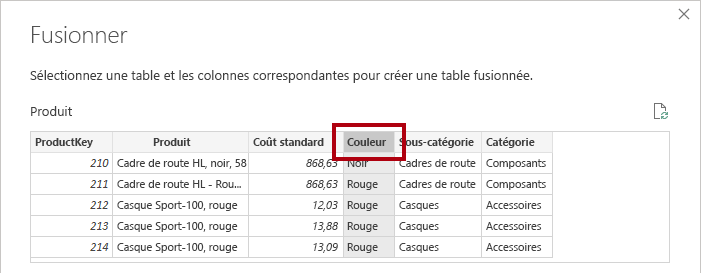 Fusionner
Sélectionnez une table et les colonnes correspondantes pour créer une table fusionnée.
Produit
ProductKey Produit Coût standard Couleur Sous-catégorie Catégorie
210 Cadre de route HL, noir, 58 868,63 Noir Cadres de route Composants
211 Cadre de route HL - Rou... 868,63 Rouge Cadres de route Composants
212 Casque Sport-100, rouge 12,03 Rouge Casques Accessoires
213 Casque Sport-100, rouge 13,88 Rouge Casques Accessoires
214 Casque Sport-100, rouge 13,09 Rouge Casques Accessoires